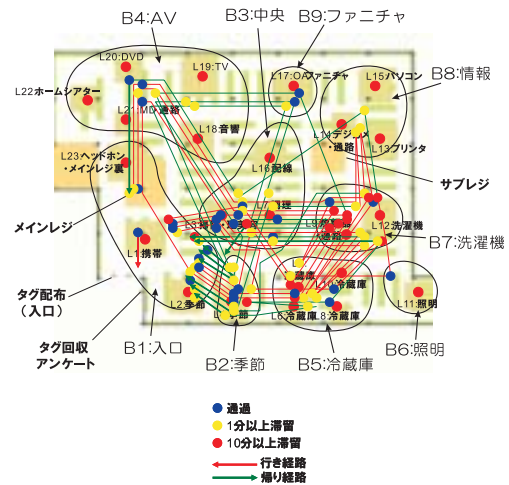 B3:中央
B9:ファニチャ
B4:AV
L20:DVD
L19:TV
L17:OAファニチャ
L15パソコン
B8:情報
L22ホームシアター
L21:MD
通路
L18音響
L14デジ
・通路
L13プリンタ
L23ヘッドホン
・メインレジ裏
L16配線
サブレジ
メインレジ
L12洗濯機
B7:洗濯機
L1携帯
タグ配布
(入口)
L2季節
冷蔵庫
L11:照明
L6冷蔵庫
L8冷蔵庫
タグ回収
アンケート
B1:入口
B2:季節
B5:冷蔵庫
B6:照明
通過
1分以上滞留
10分以上滞留
行き経路
帰り経路